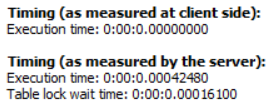 Timing (as measured at client side):
Execution time: 0:00:0.00000000
Timing (as measured by the server):
Execution time: 0:00:0.00042480
Table lock wait time: 0:00:0.00016100